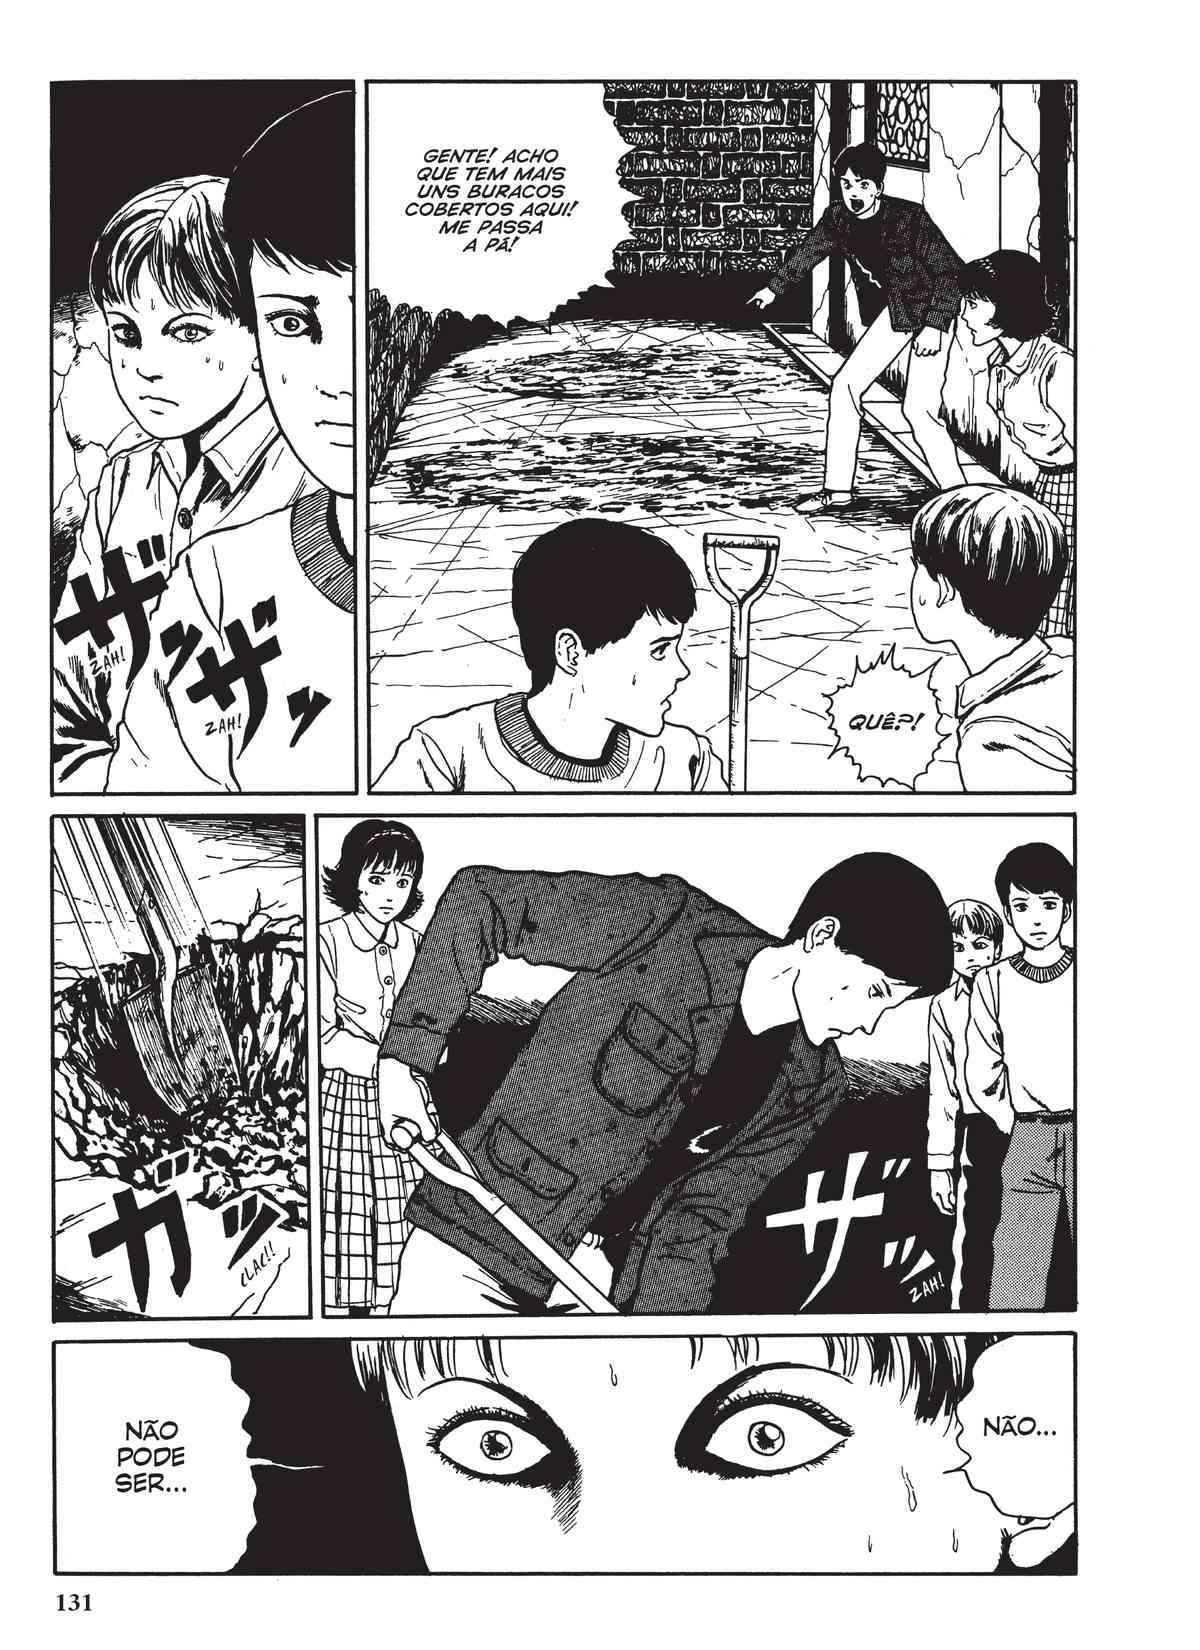 GENTE! ACHO
QUE TEM MAIS
UNS BURACOS
COBERTOS AQUI!
ME PASSA
A PÁ!
QUÊ?!
ザッ
ZAH!
ザッ
ZAH!
ザッ
ZAH!
ガッ
CLAC!!
NÃO...
NÃO
PODE
SER...
131